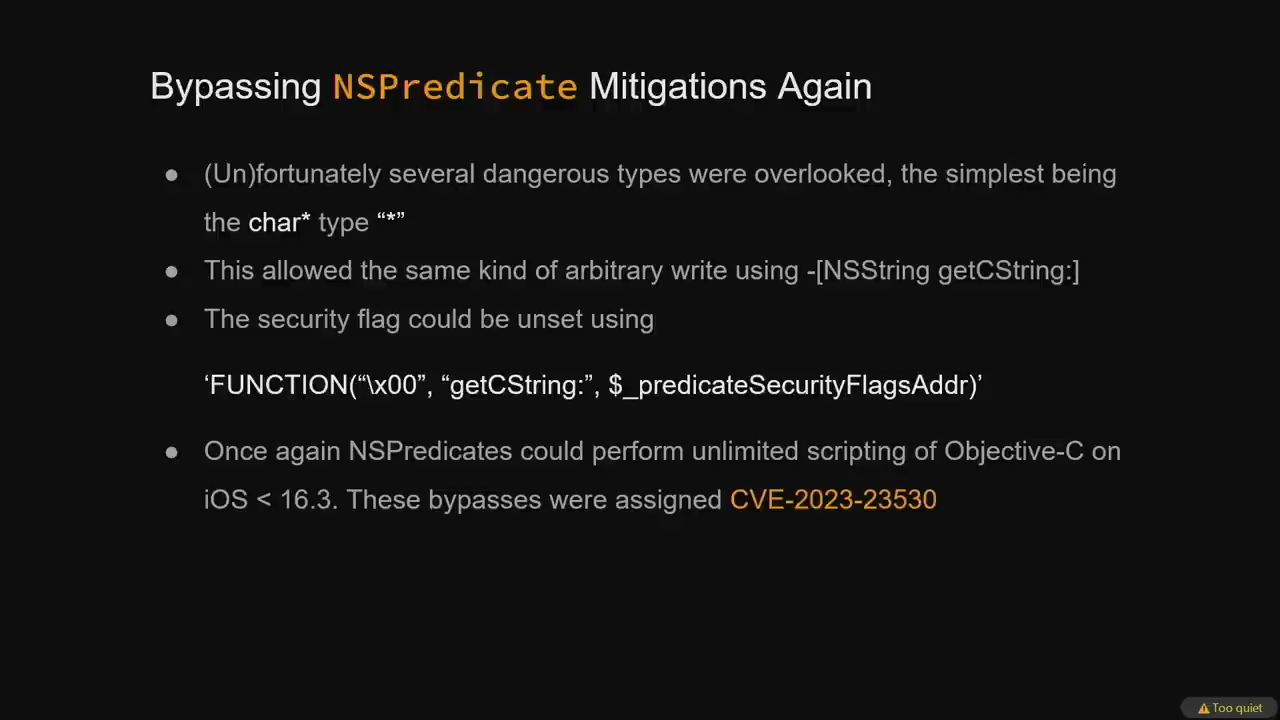 Bypassing NSPredicate Mitigations Again
● (Un)fortunately several dangerous types were overlooked, the simplest being
the char* type “*”
● This allowed the same kind of arbitrary write using -[NSString getCString:]
● The security flag could be unset using
‘FUNCTION(“\x00”, “getCString:”, $_predicateSecurityFlagsAddr)’
● Once again NSPredicates could perform unlimited scripting of Objective-C on
iOS < 16.3. These bypasses were assigned CVE-2023-23530
⚠ Too quiet